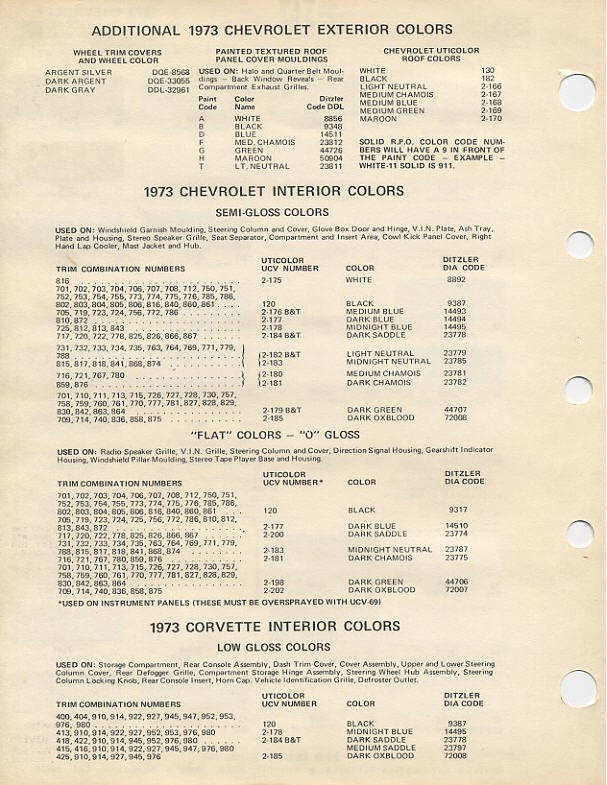 ADDITIONAL 1973 CHEVROLET EXTERIOR COLORS
WHEEL TRIM COVERS
AND WHEEL COLOR
ARGENT SILVER DQE-8568
DARK ARGENT DQE-33055
DARK GRAY DDL-32961
PAINTED TEXTURED ROOF
PANEL COVER MOULDINGS
USED ON: Halo and Quarter Belt Moul-
dings – Back Window Reveals – Rear
Compartment Exhaust Grilles.
Paint Color Ditzler
Code Name Code DDL
A WHITE 8856
B BLACK 9348
D BLUE 14511
F MED. CHAMOIS 23812
G GREEN 44726
H MAROON 50904
T LT. NEUTRAL 23811
CHEVROLET UTICOLOR
ROOF COLORS
WHITE 130
BLACK 182
LIGHT NEUTRAL 2-166
MEDIUM CHAMOIS 2-167
MEDIUM BLUE 2-168
MEDIUM GREEN 2-169
MAROON 2-170
SOLID R.P.O. COLOR CODE NUM-
BERS WILL HAVE A 9 IN FRONT OF
THE PAINT CODE – EXAMPLE –
WHITE-11 SOLID IS 911.
1973 CHEVROLET INTERIOR COLORS
SEMI-GLOSS COLORS
USED ON: Windshield Garnish Moulding, Steering Column and Cover, Glove Box Door and Hinge, V.I.N. Plate, Ash Tray,
Plate and Housing, Stereo Speaker Grille, Seat Separator, Compartment and Insert Area, Cowl Kick Panel Cover, Right
Hand Lap Cooler, Mast Jacket and Hub.
UTICOLOR DITZLER
TRIM COMBINATION NUMBERS UCV NUMBER COLOR DIA CODE
816 2-175 WHITE 8892
701, 702, 703, 704, 706, 707, 708, 712, 750, 751,
752, 753, 754, 755, 773, 774, 775, 776, 785, 786,
802, 803, 804, 805, 806, 816, 840, 860, 861 120 BLACK 9387
705, 719, 723, 724, 756, 772, 786 2-176 B&T MEDIUM BLUE 14493
810, 872 2-177 DARK BLUE 14494
725, 812, 813, 843 2-178 MIDNIGHT BLUE 14495
717, 720, 722, 778, 825, 826, 866, 867 2-184 B&T DARK SADDLE 23778
731, 732, 733, 734, 735, 763, 764, 769, 771, 779,
788 2-182 B&T LIGHT NEUTRAL 23779
815, 817, 818, 841, 868, 874 2-183 MIDNIGHT NEUTRAL 23785
716, 721, 767, 780 2-180 MEDIUM CHAMOIS 23781
859, 876 2-181 DARK CHAMOIS 23782
701, 710, 711, 713, 715, 726, 727, 728, 730, 757,
758, 759, 760, 761, 770, 777, 781, 827, 828, 829,
830, 842, 863, 864 2-179 B&T DARK GREEN 44707
709, 714, 740, 836, 858, 875 2-185 DARK OXBLOOD 72008
"FLAT" COLORS – "O" GLOSS
USED ON: Radio Speaker Grille, V.I.N. Grille, Steering Column and Cover, Direction Signal Housing, Gearshift Indicator
Housing, Windshield Pillar Moulding, Stereo Tape Player Base and Housing.
UTICOLOR DITZLER
TRIM COMBINATION NUMBERS UCV NUMBER* COLOR DIA CODE
701, 702, 703, 704, 706, 707, 708, 712, 750, 751,
752, 753, 754, 755, 773, 774, 775, 776, 785, 786,
802, 803, 804, 805, 806, 816, 840, 860, 861 120 BLACK 9317
705, 719, 723, 724, 725, 756, 772, 786, 810, 812,
813, 843, 872 2-177 DARK BLUE 14510
717, 720, 722, 778, 825, 826, 866, 867 2-200 DARK SADDLE 23774
731, 732, 733, 734, 735, 763, 764, 769, 771, 779,
788, 815, 817, 818, 841, 868, 874 2-183 MIDNIGHT NEUTRAL 23787
716, 721, 767, 780, 859, 876 2-181 DARK CHAMOIS 23775
701, 710, 711, 713, 715, 726, 727, 728, 730, 757,
758, 759, 760, 761, 770, 777, 781, 827, 828, 829,
830, 842, 863, 864 2-198 DARK GREEN 44706
709, 714, 740, 836, 858, 875 2-202 DARK OXBLOOD 72007
*USED ON INSTRUMENT PANELS (THESE MUST BE OVERSPRAYED WITH UCV-69)
1973 CORVETTE INTERIOR COLORS
LOW GLOSS COLORS
USED ON: Storage Compartment, Rear Console Assembly, Dash Trim Cover, Cover Assembly, Upper and Lower Steering
Column Cover, Rear Defogger Grille, Compartment Storage Hinge Assembly, Steering Wheel Hub Assembly, Steering
Column Locking Knob, Rear Console Insert, Horn Cap, Vehicle Identification Grille, Defroster Outlet.
UTICOLOR DITZLER
TRIM COMBINATION NUMBERS UCV NUMBER COLOR DIA CODE
400, 404, 910, 914, 922, 927, 945, 947, 952, 953,
976, 980 120 BLACK 9387
413, 910, 914, 922, 927, 952, 953, 976, 980 2-178 MIDNIGHT BLUE 14495
418, 422, 910, 914, 945, 952, 976, 980 2-184 B&T DARK SADDLE 23778
415, 416, 910, 914, 922, 927, 945, 947, 976, 980 MEDIUM SADDLE 23797
425, 910, 914, 927, 945, 976 2-185 DARK OXBLOOD 72008